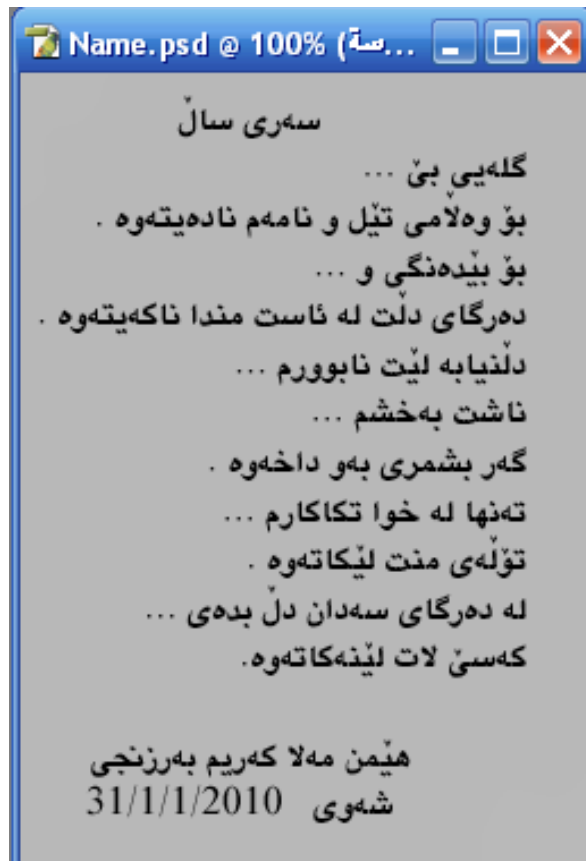 Name.psd @ 100% (سة...
سەری ساڵ
گلەیی بێ ...
بۆ وەڵامی تێل و نامەم نادەیتەوە .
بۆ بێدەنگی و ...
دەرگای دڵت لە ئاست مندا ناکەیتەوە .
دڵنیابە لێت نابوورم ...
ناشت بەخشم ...
گەر بشمری بەو داخەوە .
تەنها لە خوا تکاکارم ...
تۆڵەی منت لێکاتەوە .
لە دەرگای سەدان دڵ بدەی ...
کەسێ لات لێنەکاتەوە.
هێمن مەلا کەریم بەرزنجی
شەوی 31/1/1/2010